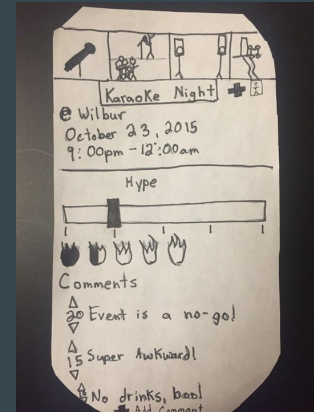 Karaoke Night
@ Wilbur
October 23, 2015
9:00pm - 12:00am
Hype
Comments
20 Event is a no-go!
15 Super Awkward!
No drinks, boo!
Add Comment